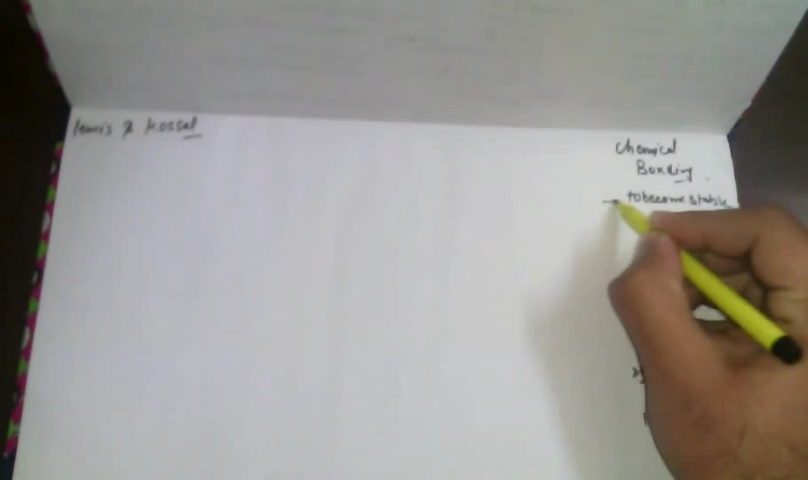 lewis & kossel
Chemical
Bonding
→ to become stable